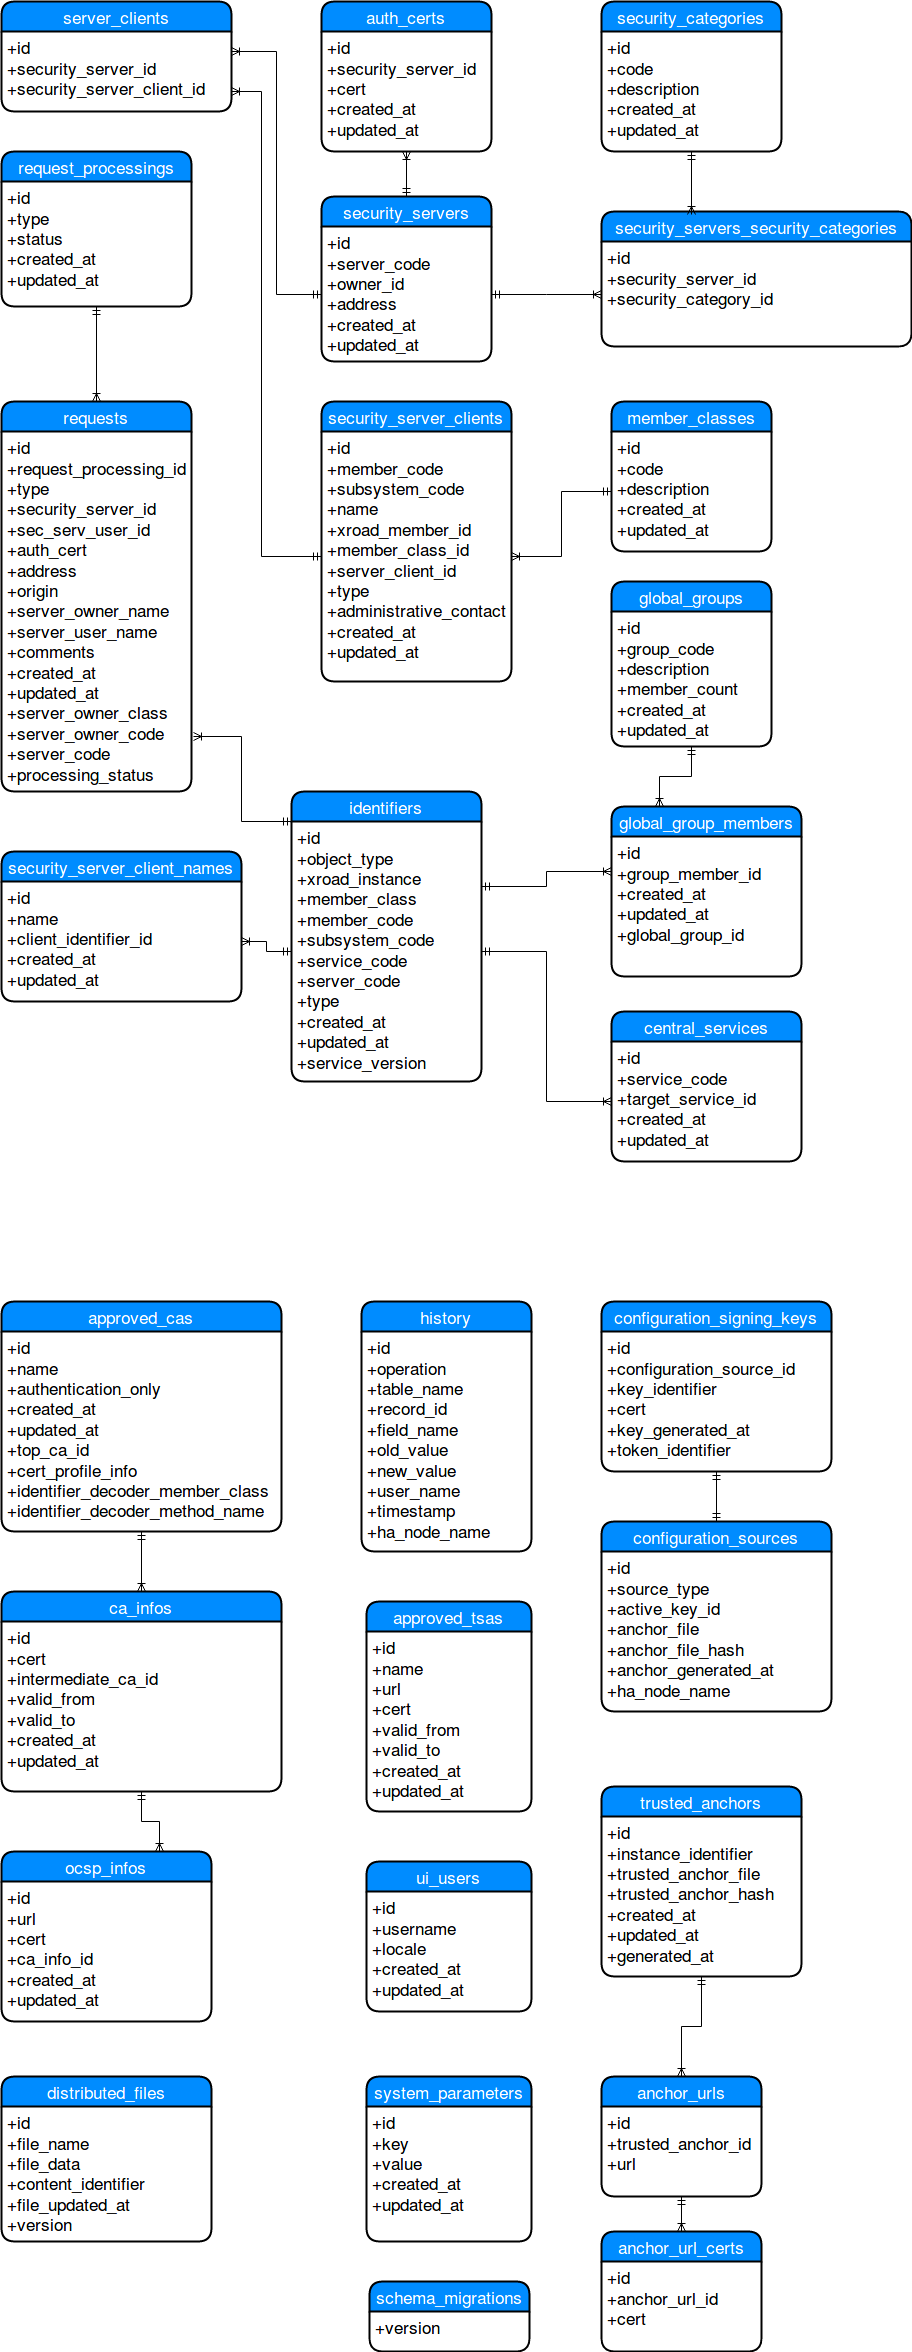 server_clients
+id
+security_server_id
+security_server_client_id
auth_certs
+id
+security_server_id
+cert
+created_at
+updated_at
security_categories
+id
+code
+description
+created_at
+updated_at
request_processings
+id
+type
+status
+created_at
+updated_at
security_servers
+id
+server_code
+owner_id
+address
+created_at
+updated_at
security_servers_security_categories
+id
+security_server_id
+security_category_id
requests
+id
+request_processing_id
+type
+security_server_id
+sec_serv_user_id
+auth_cert
+address
+origin
+server_owner_name
+server_user_name
+comments
+created_at
+updated_at
+server_owner_class
+server_owner_code
+server_code
+processing_status
security_server_clients
+id
+member_code
+subsystem_code
+name
+xroad_member_id
+member_class_id
+server_client_id
+type
+administrative_contact
+created_at
+updated_at
member_classes
+id
+code
+description
+created_at
+updated_at
global_groups
+id
+group_code
+description
+member_count
+created_at
+updated_at
identifiers
+id
+object_type
+xroad_instance
+member_class
+member_code
+subsystem_code
+service_code
+server_code
+type
+created_at
+updated_at
+service_version
global_group_members
+id
+group_member_id
+created_at
+updated_at
+global_group_id
security_server_client_names
+id
+name
+client_identifier_id
+created_at
+updated_at
central_services
+id
+service_code
+target_service_id
+created_at
+updated_at
approved_cas
+id
+name
+authentication_only
+created_at
+updated_at
+top_ca_id
+cert_profile_info
+identifier_decoder_member_class
+identifier_decoder_method_name
history
+id
+operation
+table_name
+record_id
+field_name
+old_value
+new_value
+user_name
+timestamp
+ha_node_name
configuration_signing_keys
+id
+configuration_source_id
+key_identifier
+cert
+key_generated_at
+token_identifier
configuration_sources
+id
+source_type
+active_key_id
+anchor_file
+anchor_file_hash
+anchor_generated_at
+ha_node_name
ca_infos
+id
+cert
+intermediate_ca_id
+valid_from
+valid_to
+created_at
+updated_at
approved_tsas
+id
+name
+url
+cert
+valid_from
+valid_to
+created_at
+updated_at
trusted_anchors
+id
+instance_identifier
+trusted_anchor_file
+trusted_anchor_hash
+created_at
+updated_at
+generated_at
ocsp_infos
+id
+url
+cert
+ca_info_id
+created_at
+updated_at
ui_users
+id
+username
+locale
+created_at
+updated_at
distributed_files
+id
+file_name
+file_data
+content_identifier
+file_updated_at
+version
system_parameters
+id
+key
+value
+created_at
+updated_at
anchor_urls
+id
+trusted_anchor_id
+url
anchor_url_certs
+id
+anchor_url_id
+cert
schema_migrations
+version